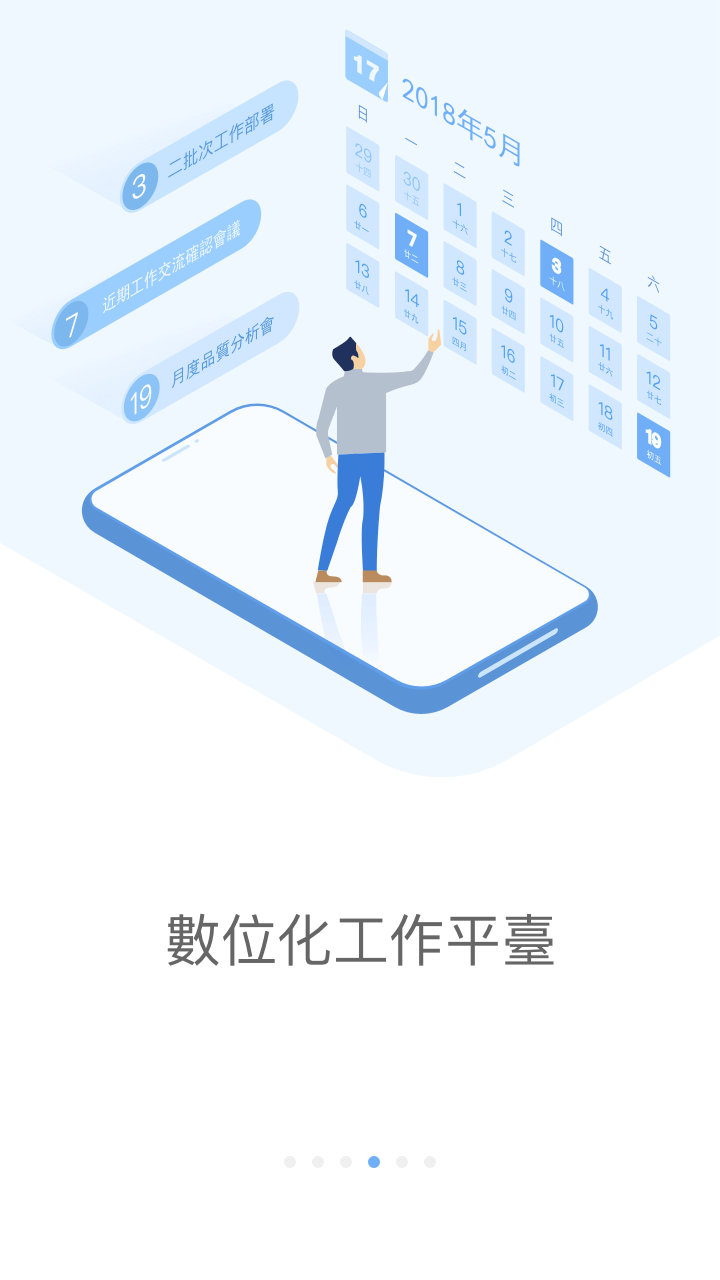 17
2018年5月
日 一 二 三 四 五 六
29 30 1 2 3 4 5
十四 十五 十六 十七 十八 十九 二十
6 7 8 9 10 11 12
廿一 廿二 廿三 廿四 廿五 廿六 廿七
13 14 15 16 17 18 19
廿八 廿九 四月 初二 初三 初四 初五
3 二批次工作部署
7 近期工作交流確認會議
19 月度品質分析會
數位化工作平臺